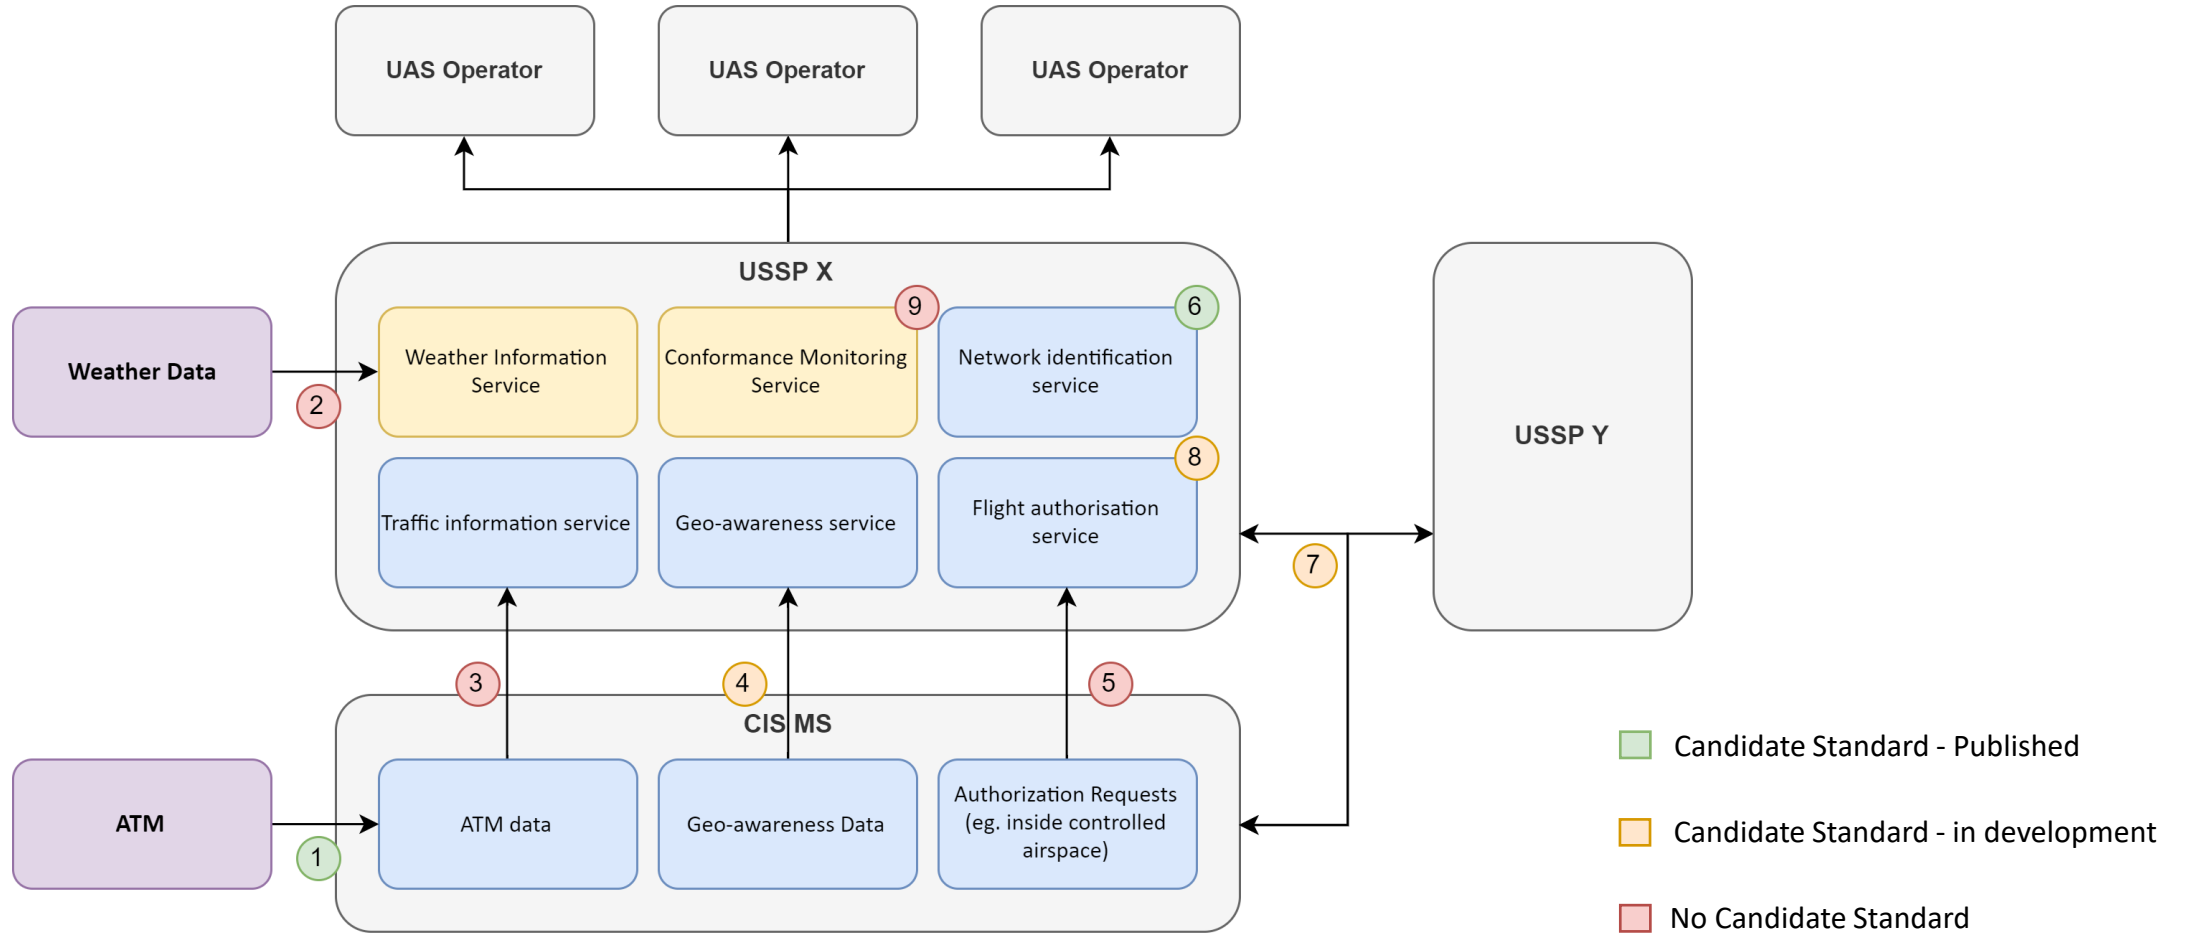 UAS Operator
UAS Operator
UAS Operator
USSP X
9
6
Weather Data
Weather Information
Service
Conformance Monitoring
Service
Network identification
service
2
USSP Y
8
Traffic information service
Geo-awareness service
Flight authorisation
service
7
3
4
5
CIS MS
ATM
ATM data
Geo-awareness Data
Authorization Requests
(eg. inside controlled
airspace)
1
Candidate Standard - Published
Candidate Standard - in development
No Candidate Standard